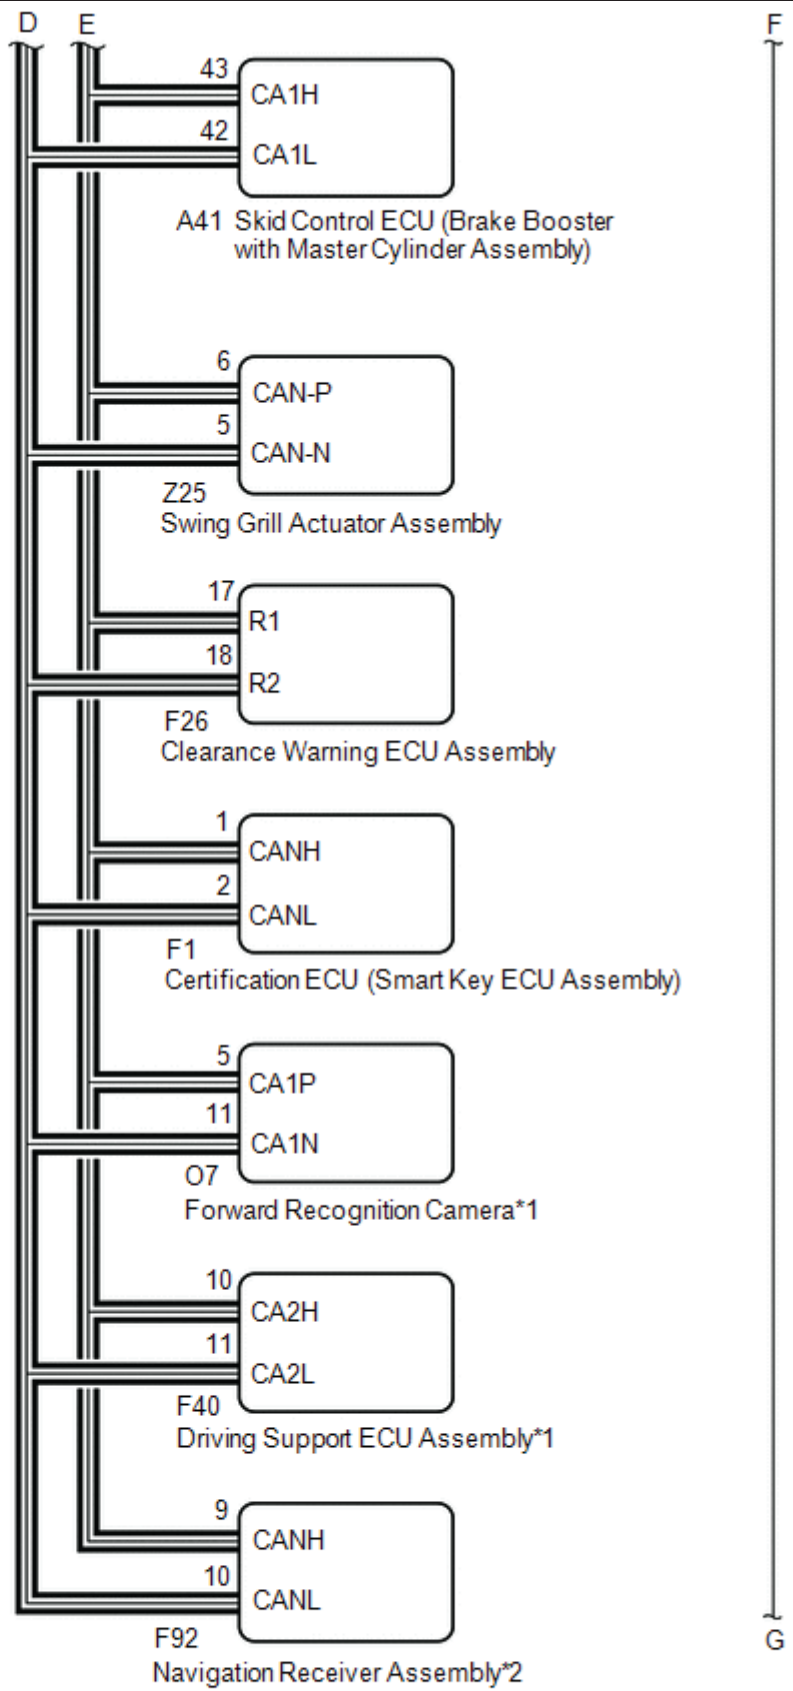 D E F
43
CA1H
42
CA1L
A41 Skid Control ECU (Brake Booster
with Master Cylinder Assembly)
6
CAN-P
5
CAN-N
Z25
Swing Grill Actuator Assembly
17
R1
18
R2
F26
Clearance Warning ECU Assembly
1
CANH
2
CANL
F1
Certification ECU (Smart Key ECU Assembly)
5
CA1P
11
CA1N
O7
Forward Recognition Camera*1
10
CA2H
11
CA2L
F40
Driving Support ECU Assembly*1
9
CANH
10
CANL
F92
G
Navigation Receiver Assembly*2